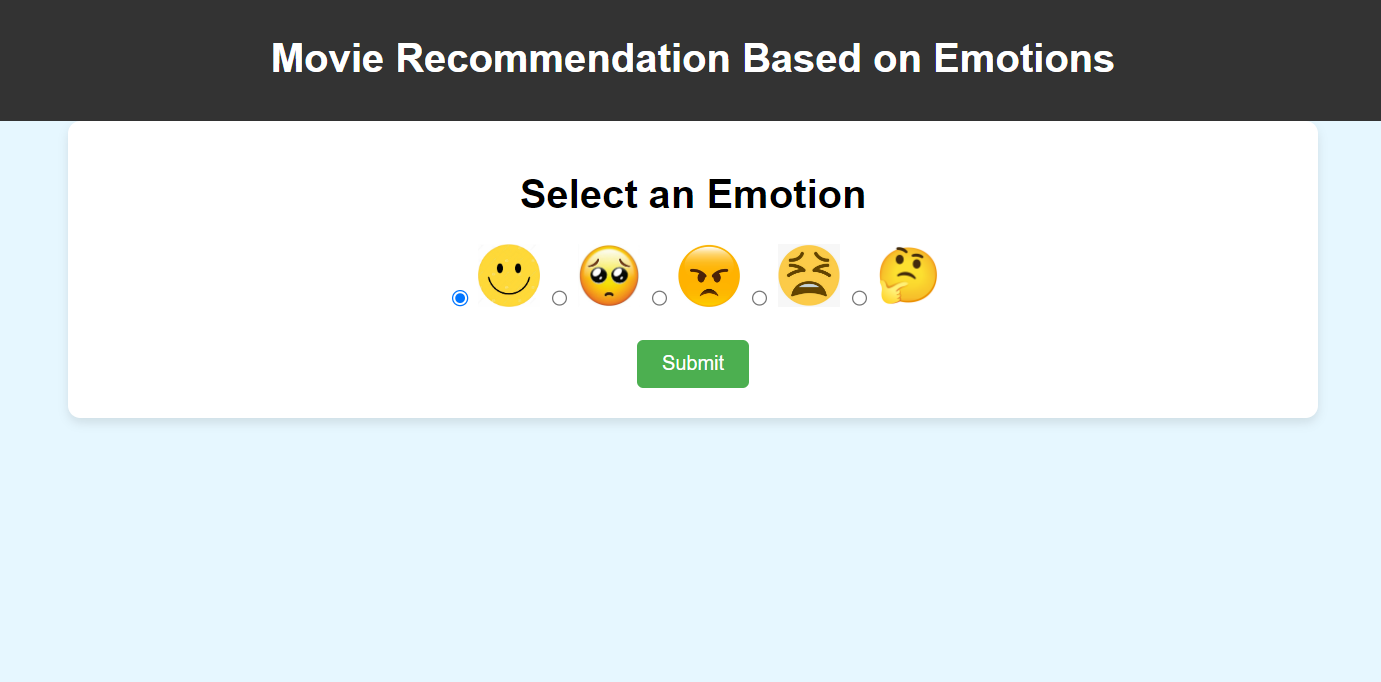 Movie Recommendation Based on Emotions
Select an Emotion
Submit